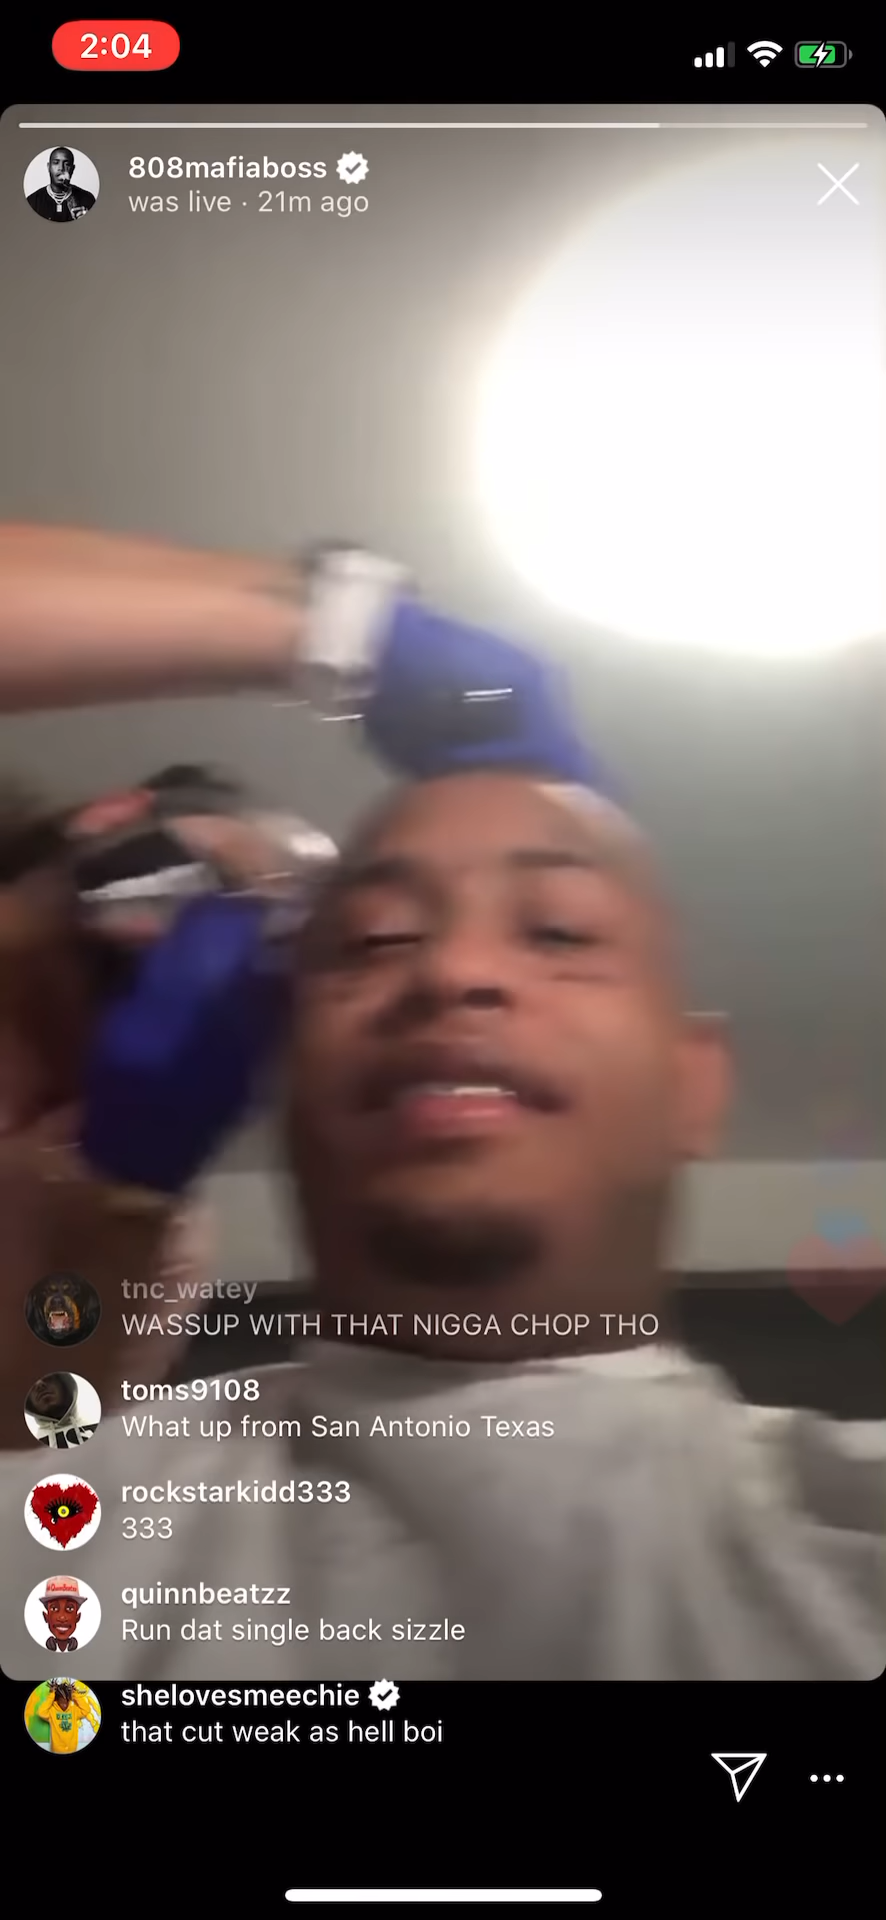 2:04
808mafiaboss
was live · 21m ago
tnc_watey
WASSUP WITH THAT NIGGA CHOP THO
toms9108
What up from San Antonio Texas
rockstarkidd333
333
quinnbeatzz
Run dat single back sizzle
shelovesmeechie
that cut weak as hell boi